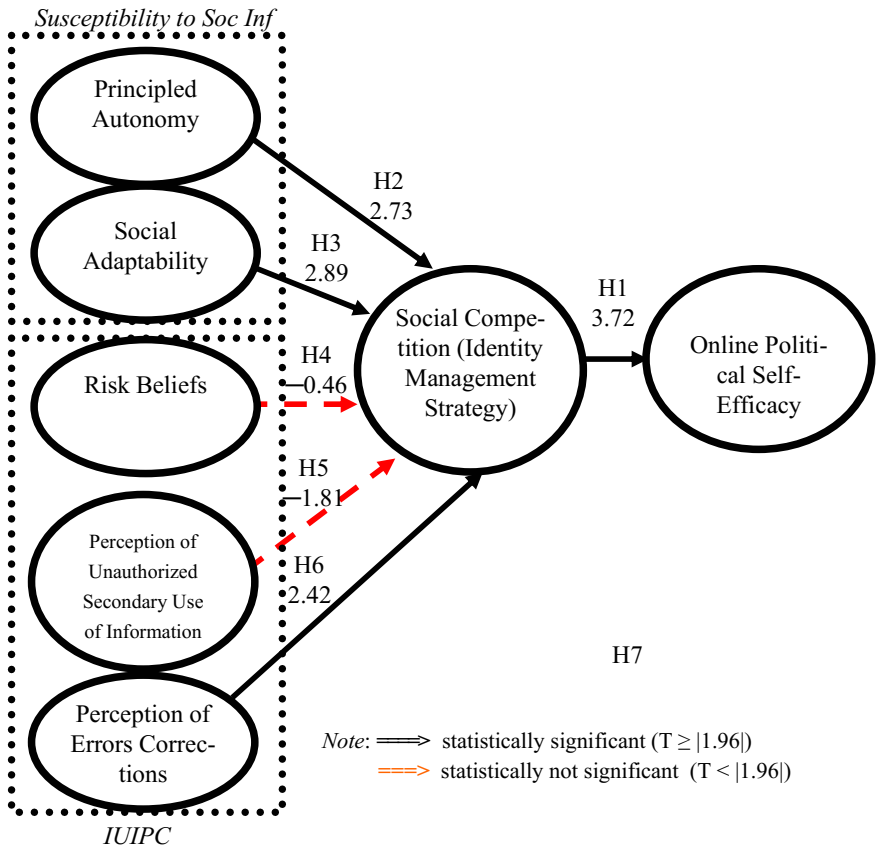 Susceptibility to Soc Inf
Principled
Autonomy
H2
2.73
Social
Adaptability
H3
2.89
H1
3.72
Social Compe-
tition (Identity
Management
Strategy)
Online Politi-
cal Self-
Efficacy
Risk Beliefs
H4
−0.46
H5
−1.81
Perception of
Unauthorized
Secondary Use
of Information
H6
2.42
H7
Perception of
Errors Correc-
tions
Note: ═══> statistically significant (T ≥ |1.96|)
===> statistically not significant (T < |1.96|)
IUIPC